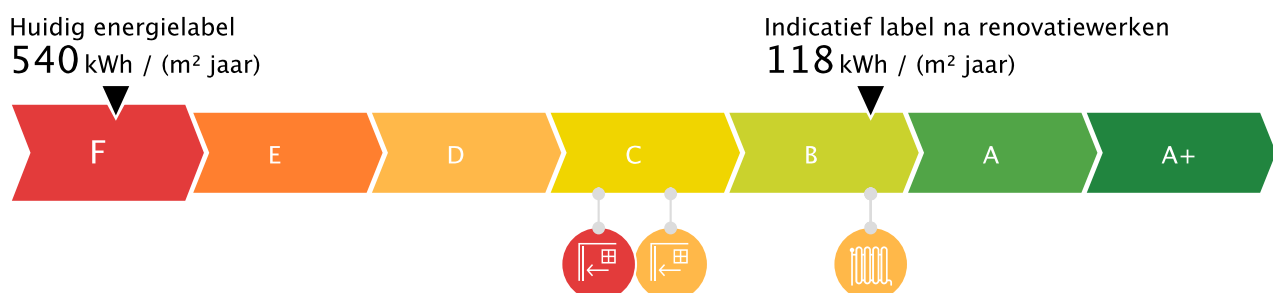 Huidig energielabel
540 kWh / (m² jaar)
Indicatief label na renovatiewerken
118 kWh / (m² jaar)
F E D C B A A+